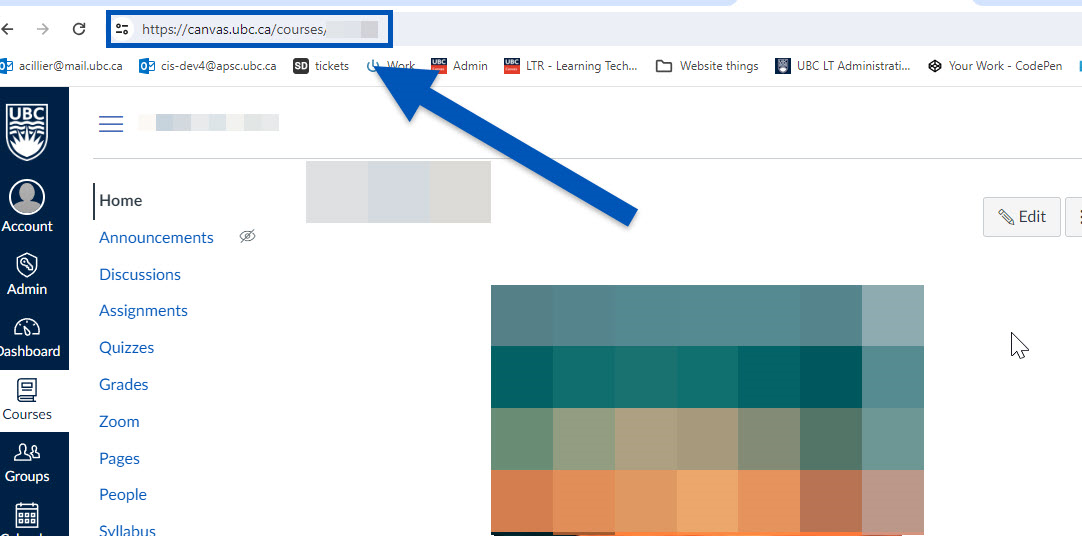 https://canvas.ubc.ca/courses/
acillier@mail.ubc.ca cis-dev4@apsc.ubc.ca SD tickets Work UBC Admin UBC LTR - Learning Tech... Website things UBC LT Administrati... Your Work - CodePen
UBC
Account
Admin
Dashboard
Courses
Groups
Home
Announcements
Discussions
Assignments
Quizzes
Grades
Zoom
Pages
People
Syllabus
Edit